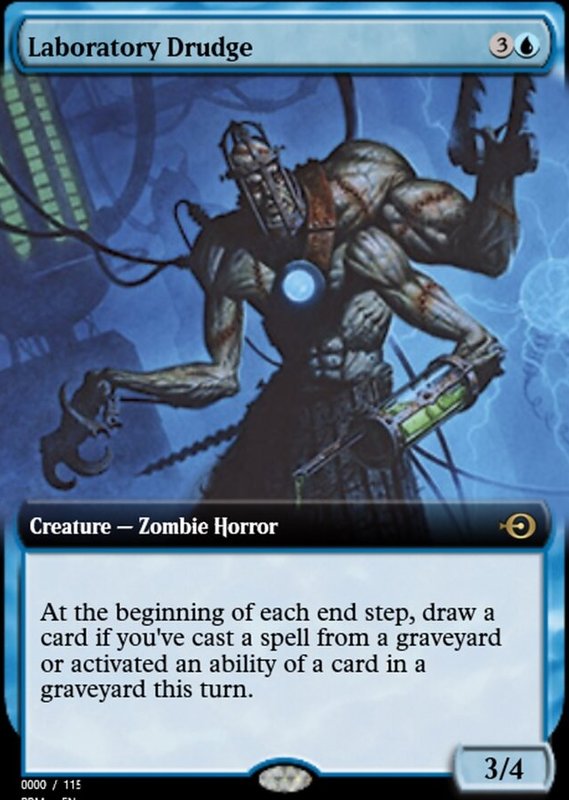 Laboratory Drudge
3
Creature — Zombie Horror
At the beginning of each end step, draw a
card if you've cast a spell from a graveyard
or activated an ability of a card in a
graveyard this turn.
3/4
0000 / 115